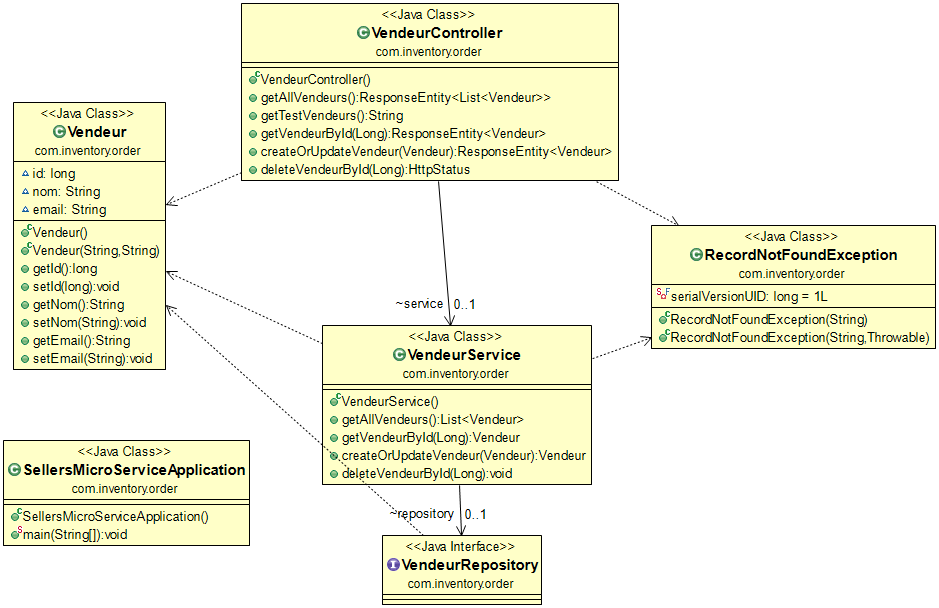 <<Java Class>>
VendeurController
com.inventory.order
VendeurController()
getAllVendeurs():ResponseEntity<List<Vendeur>>
getTestVendeurs():String
getVendeurById(Long):ResponseEntity<Vendeur>
createOrUpdateVendeur(Vendeur):ResponseEntity<Vendeur>
deleteVendeurById(Long):HttpStatus
<<Java Class>>
Vendeur
com.inventory.order
id: long
nom: String
email: String
Vendeur()
Vendeur(String,String)
getId():long
setId(long):void
getNom():String
setNom(String):void
getEmail():String
setEmail(String):void
<<Java Class>>
RecordNotFoundException
com.inventory.order
serialVersionUID: long = 1L
RecordNotFoundException(String)
RecordNotFoundException(String,Throwable)
~service 0..1
<<Java Class>>
VendeurService
com.inventory.order
VendeurService()
getAllVendeurs():List<Vendeur>
getVendeurById(Long):Vendeur
createOrUpdateVendeur(Vendeur):Vendeur
deleteVendeurById(Long):void
<<Java Class>>
SellersMicroServiceApplication
com.inventory.order
SellersMicroServiceApplication()
main(String[]):void
~repository 0..1
<<Java Interface>>
VendeurRepository
com.inventory.order